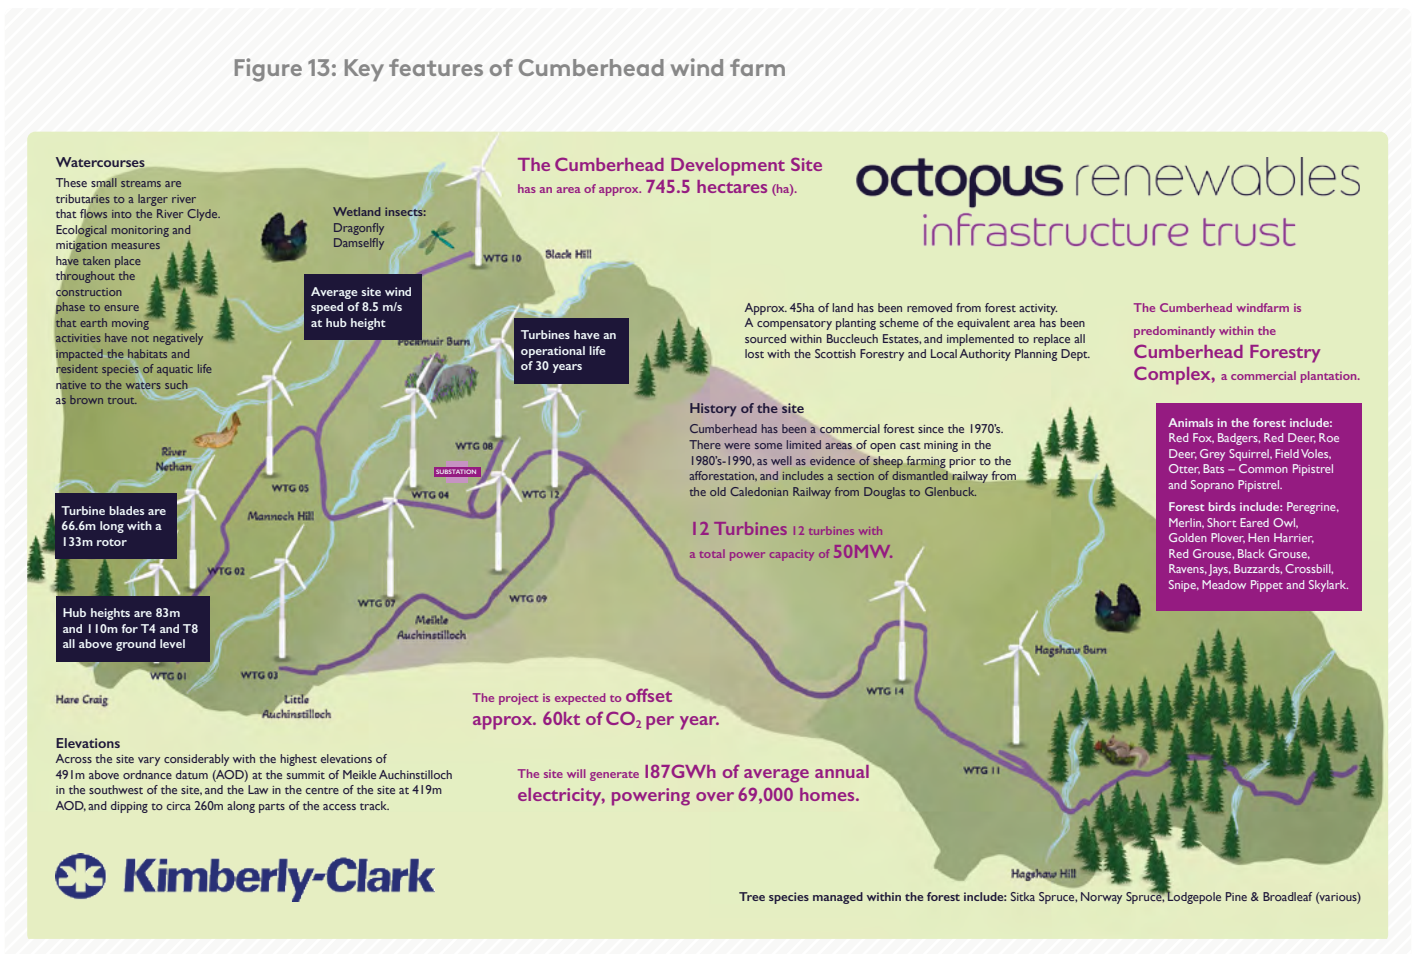 Figure 13: Key features of Cumberhead wind farm
Watercourses
These small streams are
tributaries to a larger river
that flows into the River Clyde.
Ecological monitoring and
mitigation measures
have taken place
throughout the
construction
phase to ensure
that earth moving
activities have not negatively
impacted the habitats and
resident species of aquatic life
native to the waters such
as brown trout.
Wetland insects:
Dragonfly
Damselfly
The Cumberhead Development Site
has an area of approx. 745.5 hectares (ha).
octopus renewables
infrastructure trust
WTG 10
Black Hill
Average site wind
speed of 8.5 m/s
at hub height
Pockmuir Burn
Turbines have an
operational life
of 30 years
Approx. 45ha of land has been removed from forest activity.
A compensatory planting scheme of the equivalent area has been
sourced within Buccleuch Estates, and implemented to replace all
lost with the Scottish Forestry and Local Authority Planning Dept.
The Cumberhead windfarm is
predominantly within the
Cumberhead Forestry
Complex, a commercial plantation.
History of the site
Cumberhead has been a commercial forest since the 1970's.
There were some limited areas of open cast mining in the
1980's-1990, as well as evidence of sheep farming prior to the
afforestation, and includes a section of dismantled railway from
the old Caledonian Railway from Douglas to Glenbuck.
Animals in the forest include:
Red Fox, Badgers, Red Deer, Roe
Deer, Grey Squirrel, Field Voles,
Otter, Bats – Common Pipistrel
and Soprano Pipistrel.
Forest birds include: Peregrine,
Merlin, Short Eared Owl,
Golden Plover, Hen Harrier,
Red Grouse, Black Grouse,
Ravens, Jays, Buzzards, Crossbill,
Snipe, Meadow Pippet and Skylark.
River
Nethan
WTG 08
SUBSTATION
WTG 05
WTG 04
WTG 12
Mannoch Hill
Turbine blades are
66.6m long with a
133m rotor
12 Turbines 12 turbines with
a total power capacity of 50MW.
WTG 02
WTG 07
WTG 09
Hub heights are 83m
and 110m for T4 and T8
all above ground level
Meikle
Auchinstilloch
Hagshaw Burn
WTG 01
WTG 03
WTG 14
Hare Craig
Little
Auchinstilloch
The project is expected to offset
approx. 60kt of CO2 per year.
Elevations
Across the site vary considerably with the highest elevations of
491m above ordnance datum (AOD) at the summit of Meikle Auchinstilloch
in the southwest of the site, and the Law in the centre of the site at 419m
AOD, and dipping to circa 260m along parts of the access track.
The site will generate 187GWh of average annual
electricity, powering over 69,000 homes.
WTG 11
Kimberly-Clark
Hagshaw Hill
Tree species managed within the forest include: Sitka Spruce, Norway Spruce, Lodgepole Pine & Broadleaf (various)